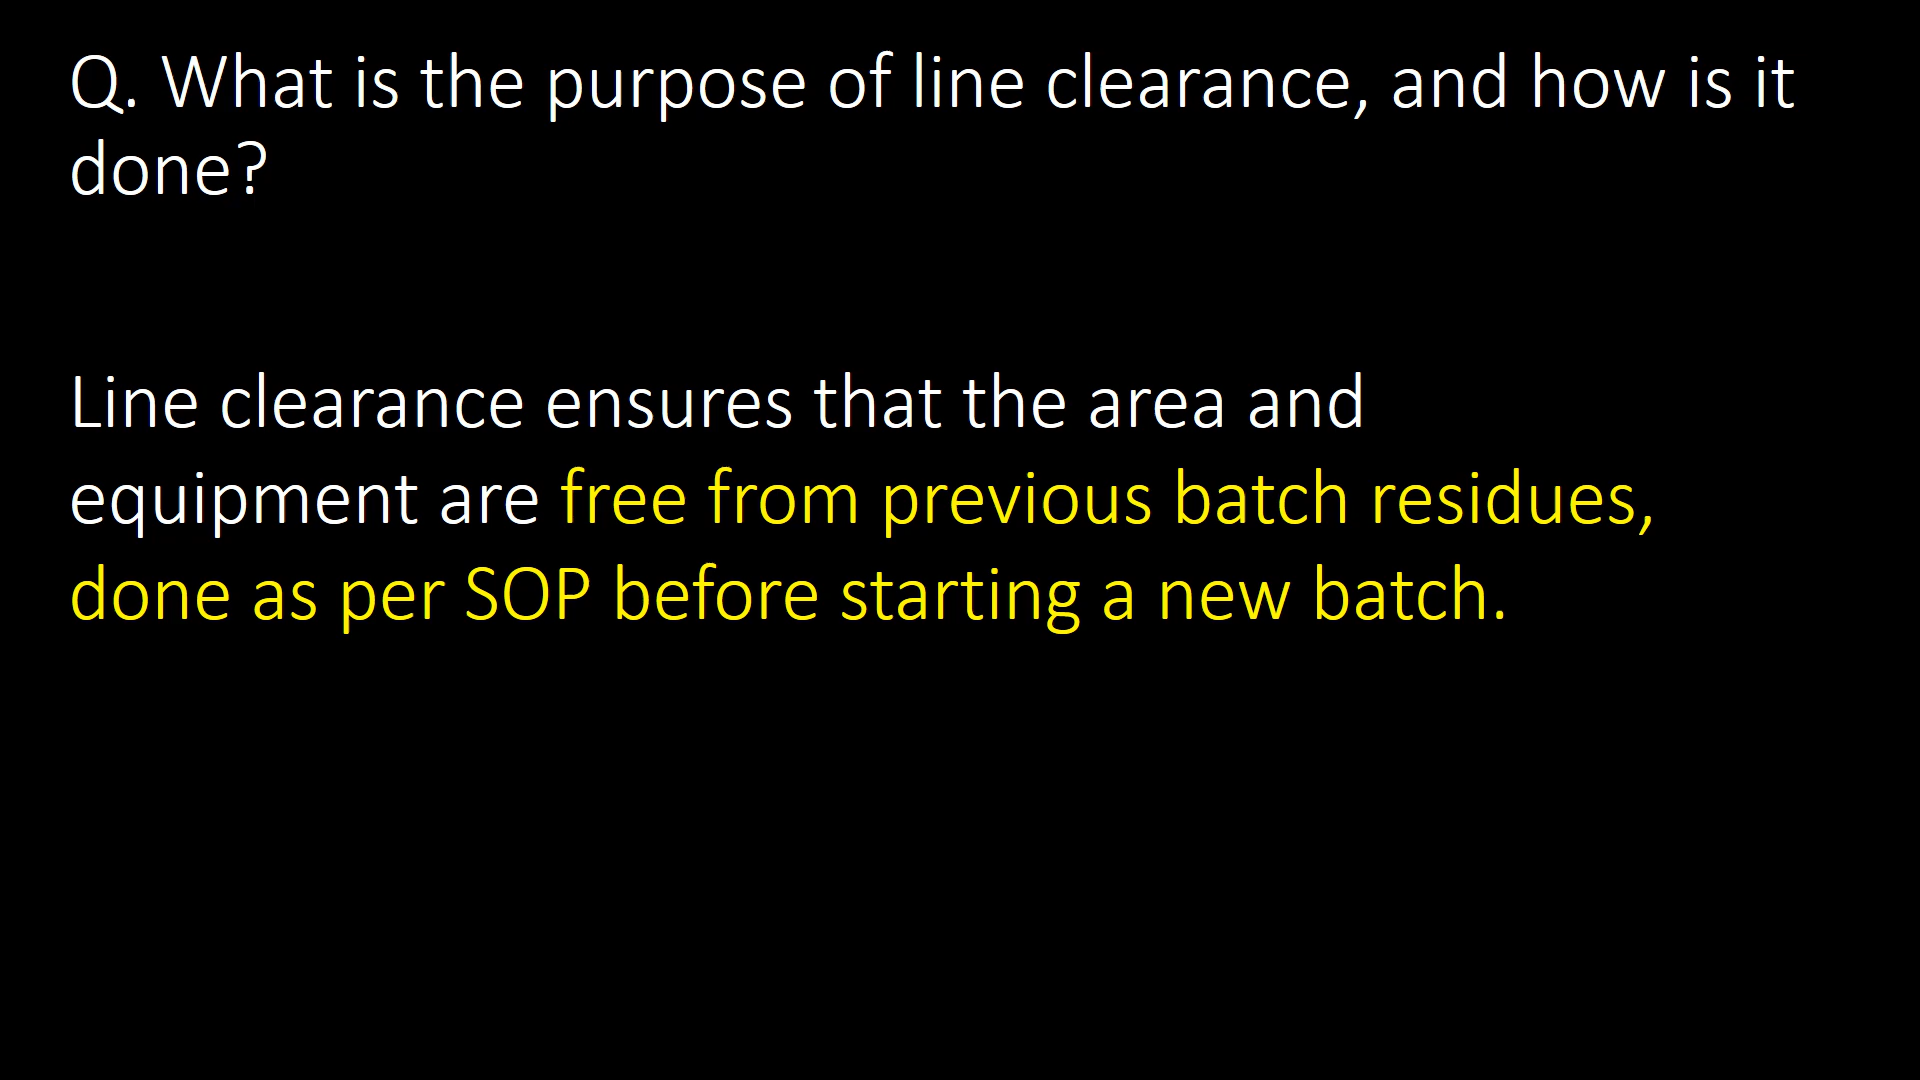 Q. What is the purpose of line clearance, and how is it
done?
Line clearance ensures that the area and
equipment are free from previous batch residues,
done as per SOP before starting a new batch.